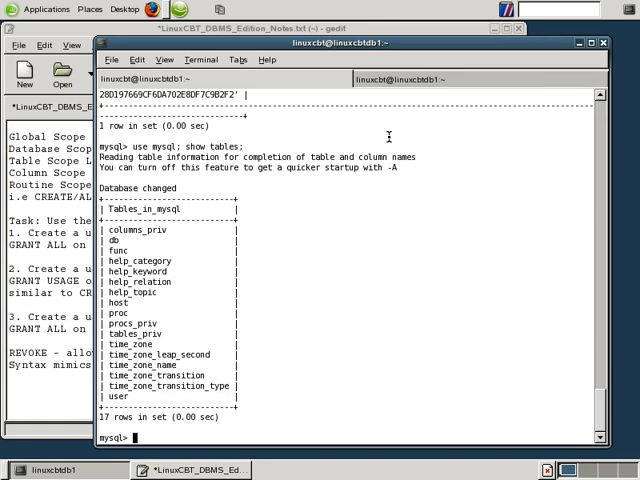 Applications Places Desktop
*LinuxCBT_DBMS_Edition_Notes.txt (~) - gedit
File Edit View
New Open
*LinuxCBT_D
Global Scope
Database Scop
Table Scope L
Column Scope
Routine Scope
i.e CREATE/AL
Task: Use the
1. Create a u
GRANT ALL on
2. Create a u
GRANT USAGE o
similar to CR
3. Create a u
GRANT ALL on
REVOKE - allo
Syntax mimics
linuxcbt@linuxcbtdb1:~
File Edit View Terminal Tabs Help
linuxcbt@linuxcbtdb1:~ linuxcbt@linuxcbtdb1:~
28D197669CF6DA702E8DF7C9B2F2' |
+--------------------------------------------------------------------------------------------
----------------------------+
1 row in set (0.00 sec)
mysql> use mysql; show tables;
Reading table information for completion of table and column names
You can turn off this feature to get a quicker startup with -A
Database changed
+---------------------------+
| Tables_in_mysql |
+---------------------------+
| columns_priv |
| db |
| func |
| help_category |
| help_keyword |
| help_relation |
| help_topic |
| host |
| proc |
| procs_priv |
| tables_priv |
| time_zone |
| time_zone_leap_second |
| time_zone_name |
| time_zone_transition |
| time_zone_transition_type |
| user |
+---------------------------+
17 rows in set (0.00 sec)
mysql>
linuxcbtdb1 *LinuxCBT_DBMS_Ed...